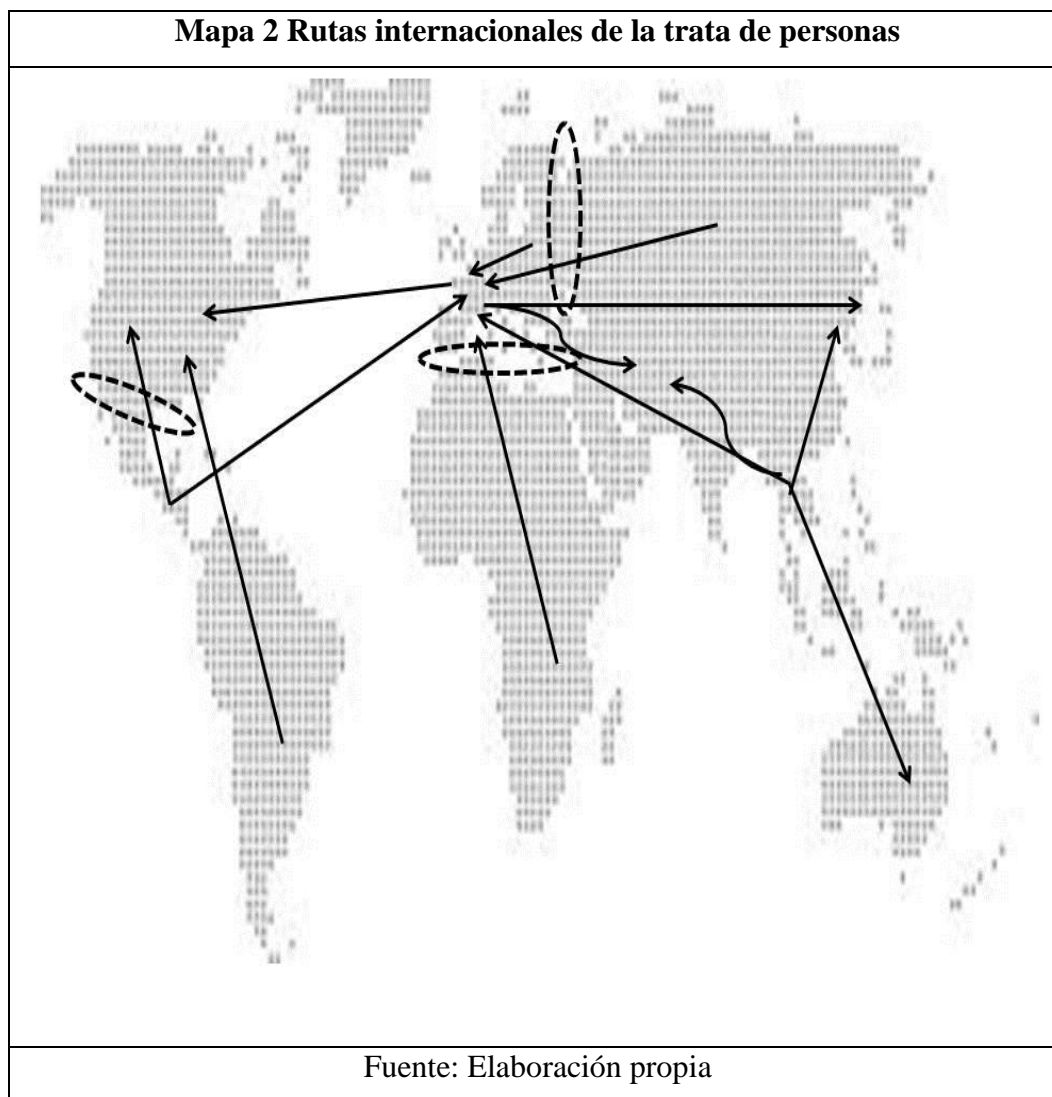 Mapa 2 Rutas internacionales de la trata de personas
Fuente: Elaboración propia